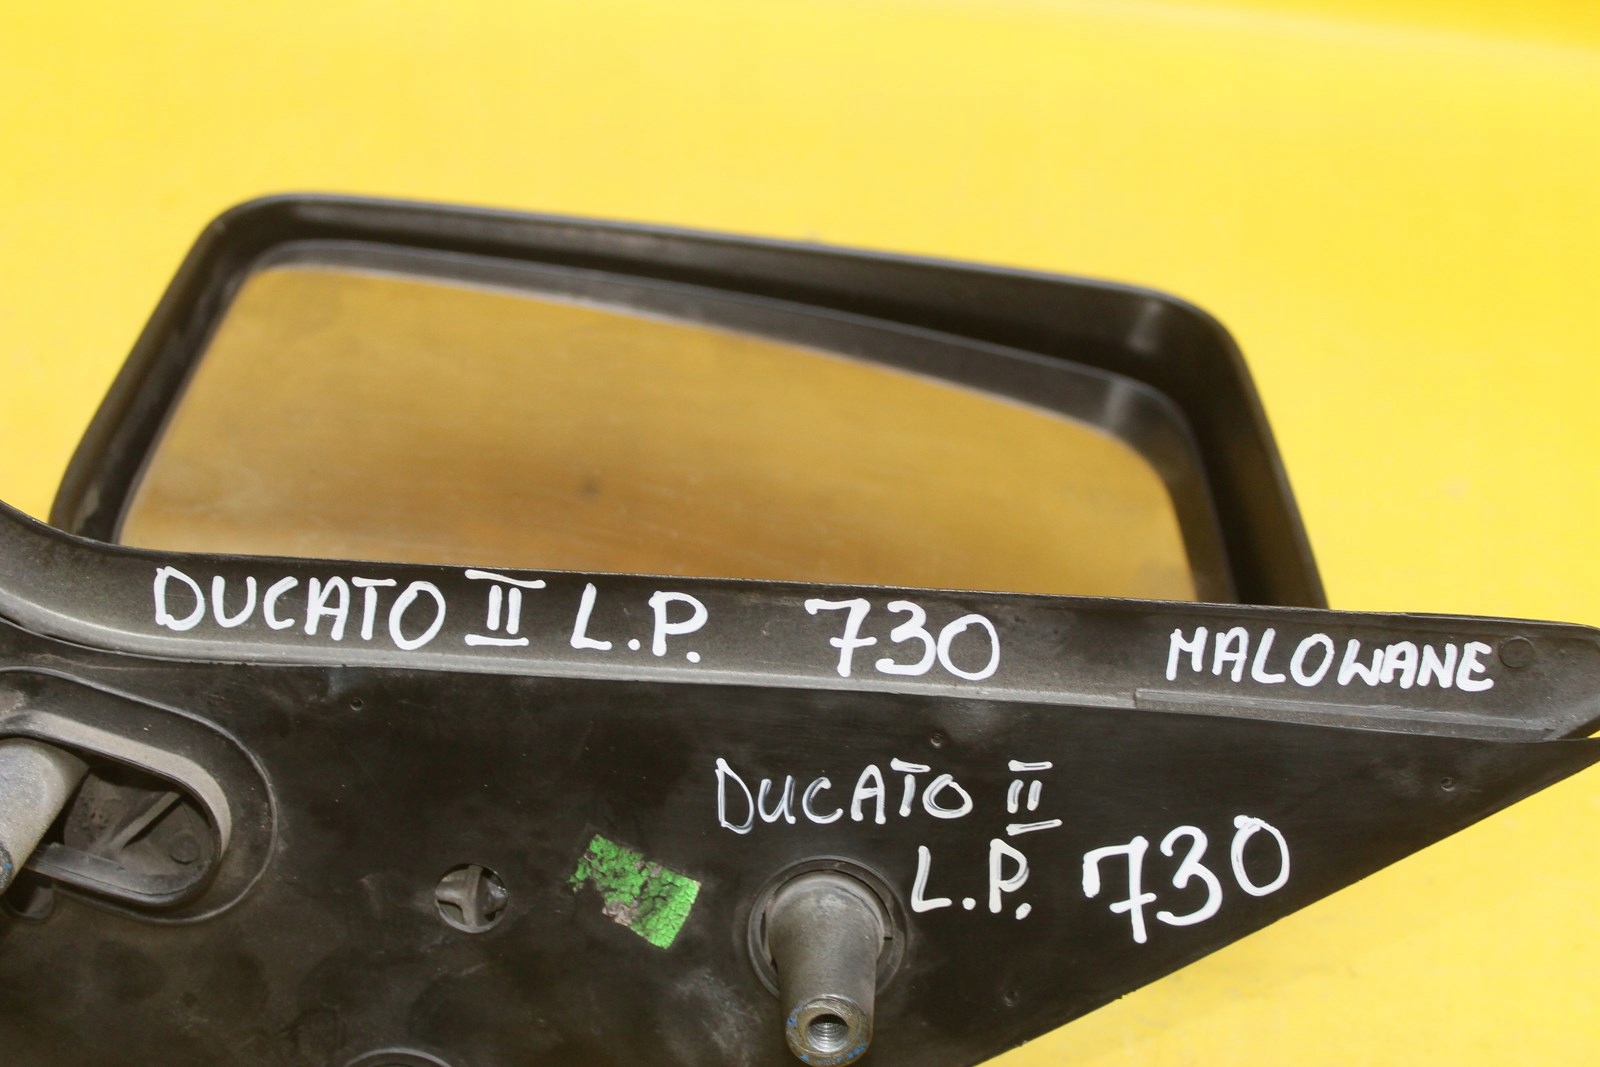 DUCATO II L.P. 730 MALOWANE
DUCATO II
L.P. 730